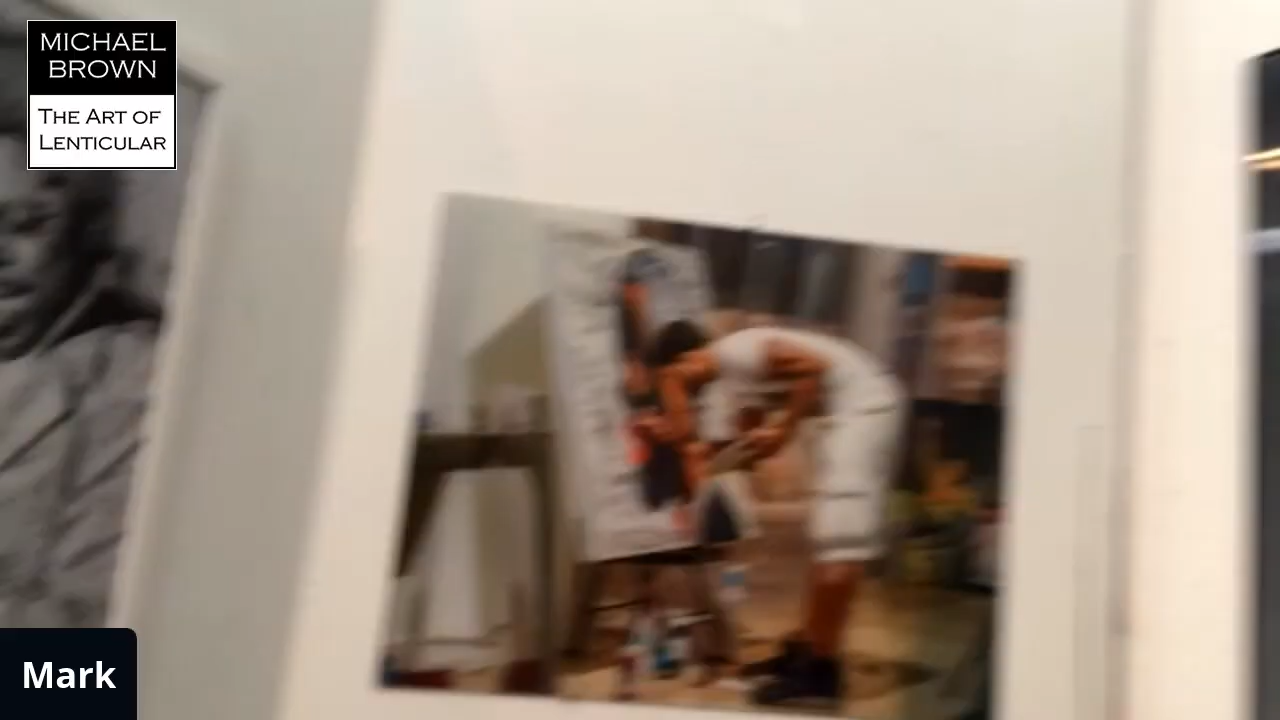 MICHAEL
BROWN
THE ART OF
LENTICULAR
Mark